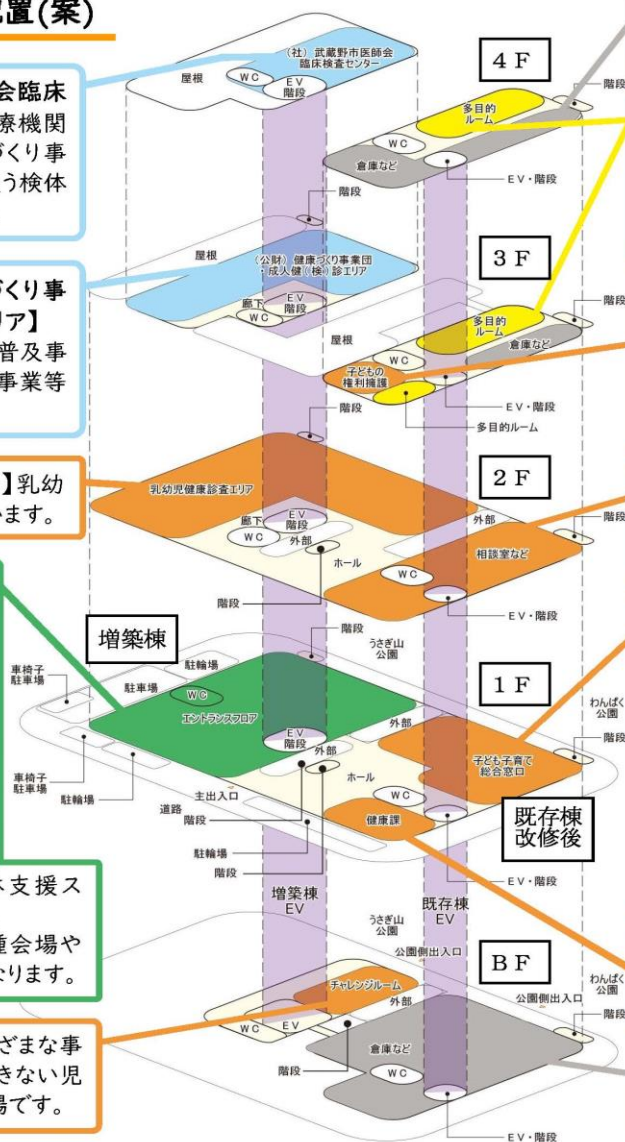 置(案)
(社)武蔵野市医師会
臨床検査センター
屋根
WC
EV
階段
4F
階段
多目的
ルーム
WC
倉庫など
EV・階段
会臨床
療機関
づくり事
う検体
階段
屋根
(公財)健康づくり事業団
・成人健(検)診エリア
3F
廊下
EV
階段
WC
階段
屋根
多目的
ルーム
WC
倉庫など
子どもの
権利擁護
EV・階段
多目的ルーム
づくり事
リア】
普及事
事業等
階段
2F
乳幼児健康診査エリア
】乳幼
います。
廊下
EV
階段
WC
外部
外部
階段
相談室など
ホール
WC
階段
EV・階段
増築棟
階段
うさぎ山
公園
1F
車椅子
駐車場
駐輪場
駐車場
WC
エントランスフロア
外部
わんぱく
公園
階段
EV
階段
外部
子ども子育て
総合窓口
車椅子
駐車場
駐輪場
主出入口
道路
階段
ホール
WC
健康課
既存棟
改修後
駐輪場
階段
EV・階段
増築棟
EV
既存棟
EV
支援ス
種会場や
なります。
うさぎ山
公園
公園側出入口
BF
チャレンジルーム
外部
公園側出入口
わんぱく
公園
階段
WC
EV
倉庫など
階段
WC
EV・階段
ざまな事
きない児
場です。